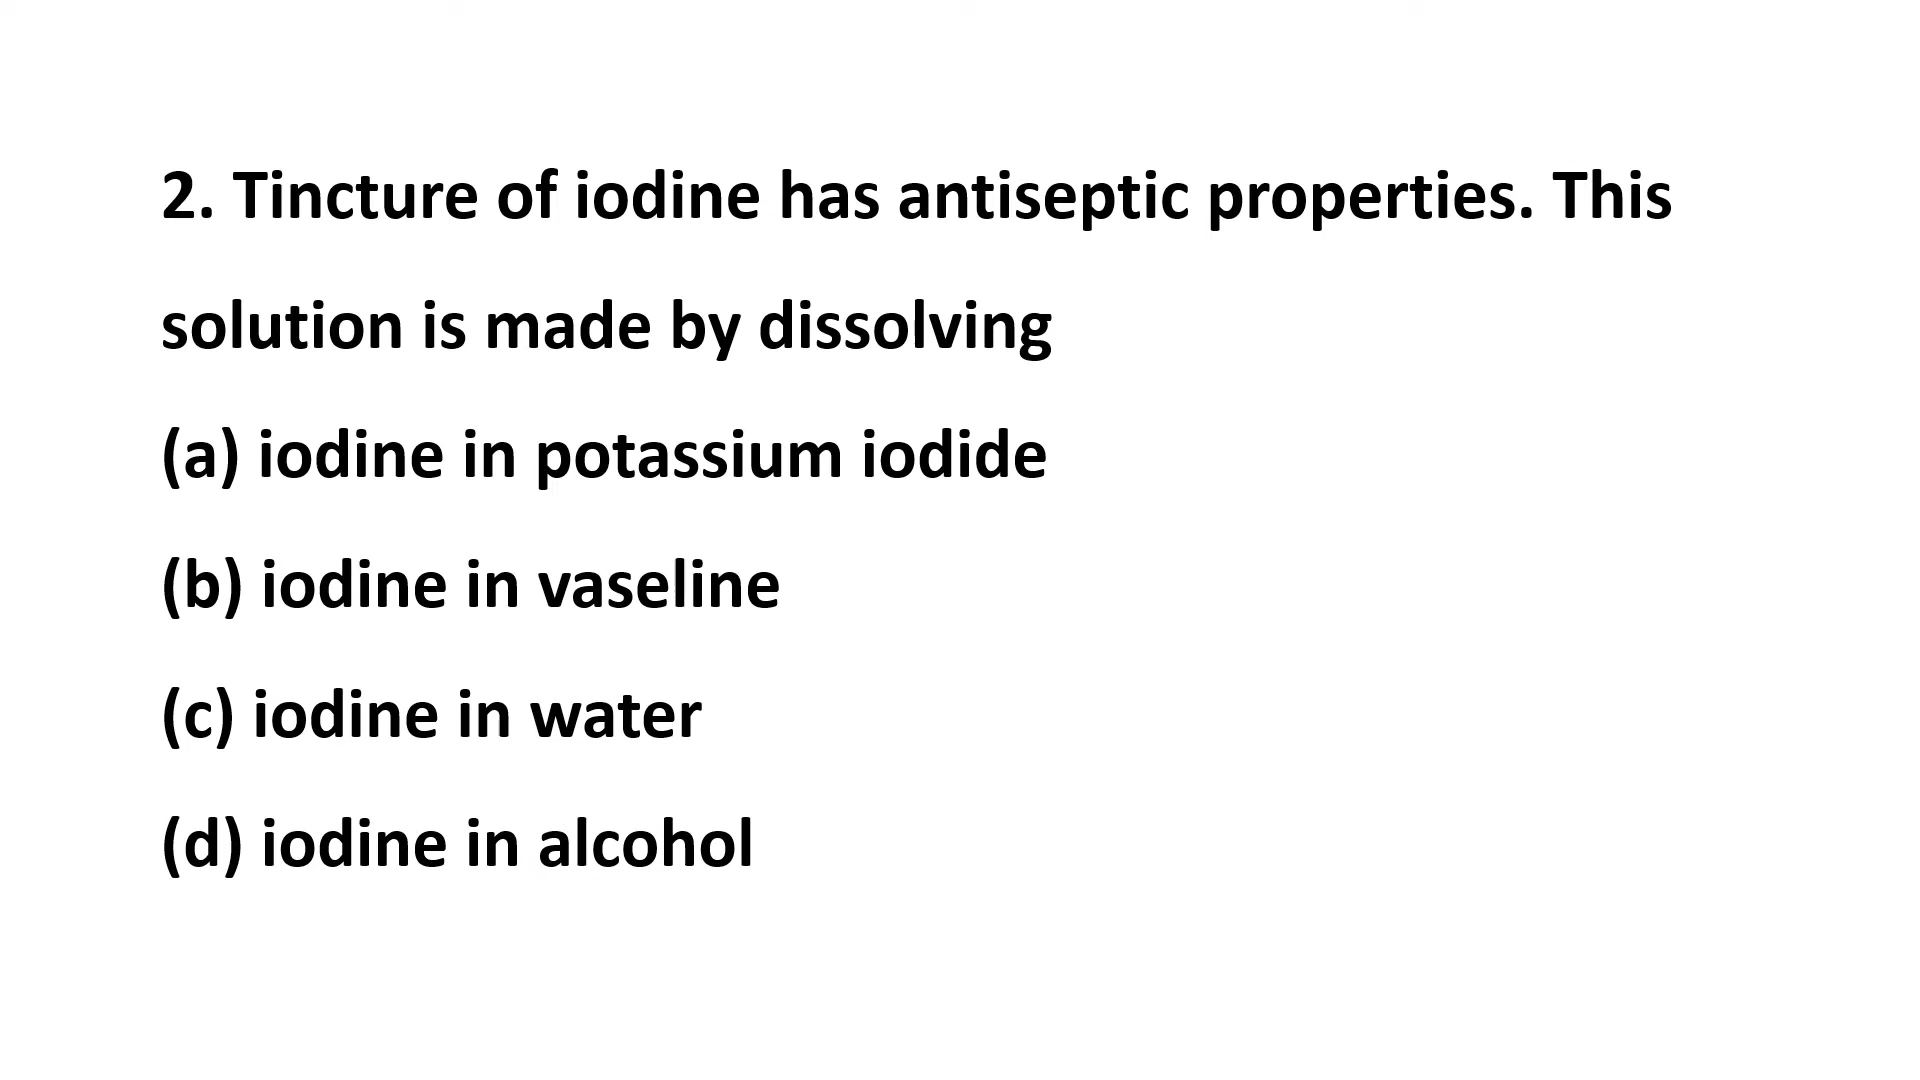 2. Tincture of iodine has antiseptic properties. This
solution is made by dissolving
(a) iodine in potassium iodide
(b) iodine in vaseline
(c) iodine in water
(d) iodine in alcohol